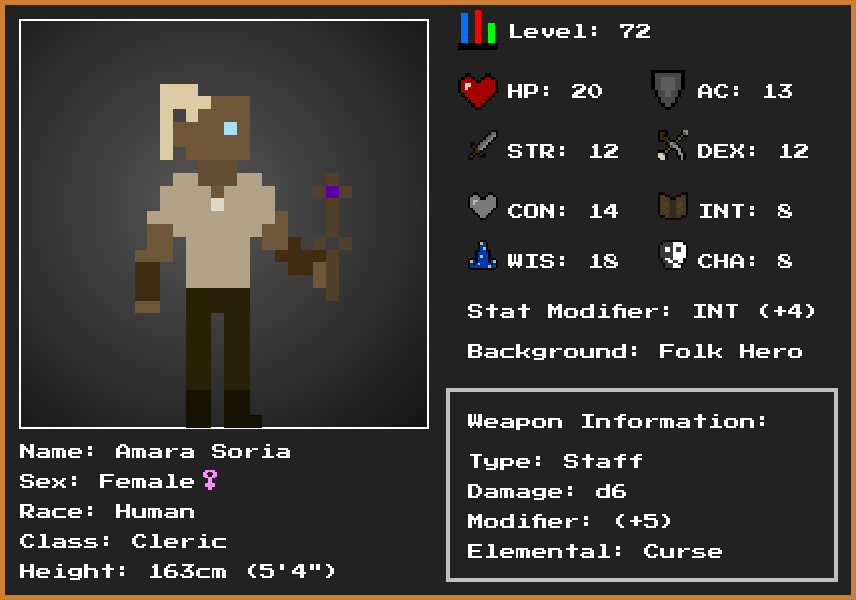 Level: 72
HP: 20
AC: 13
STR: 12
DEX: 12
CON: 14
INT: 8
WIS: 18
CHA: 8
Stat Modifier: INT (+4)
Background: Folk Hero
Weapon Information:
Type: Staff
Damage: d6
Modifier: (+5)
Elemental: Curse
Name: Amara Soria
Sex: Female♀
Race: Human
Class: Cleric
Height: 163cm (5'4")